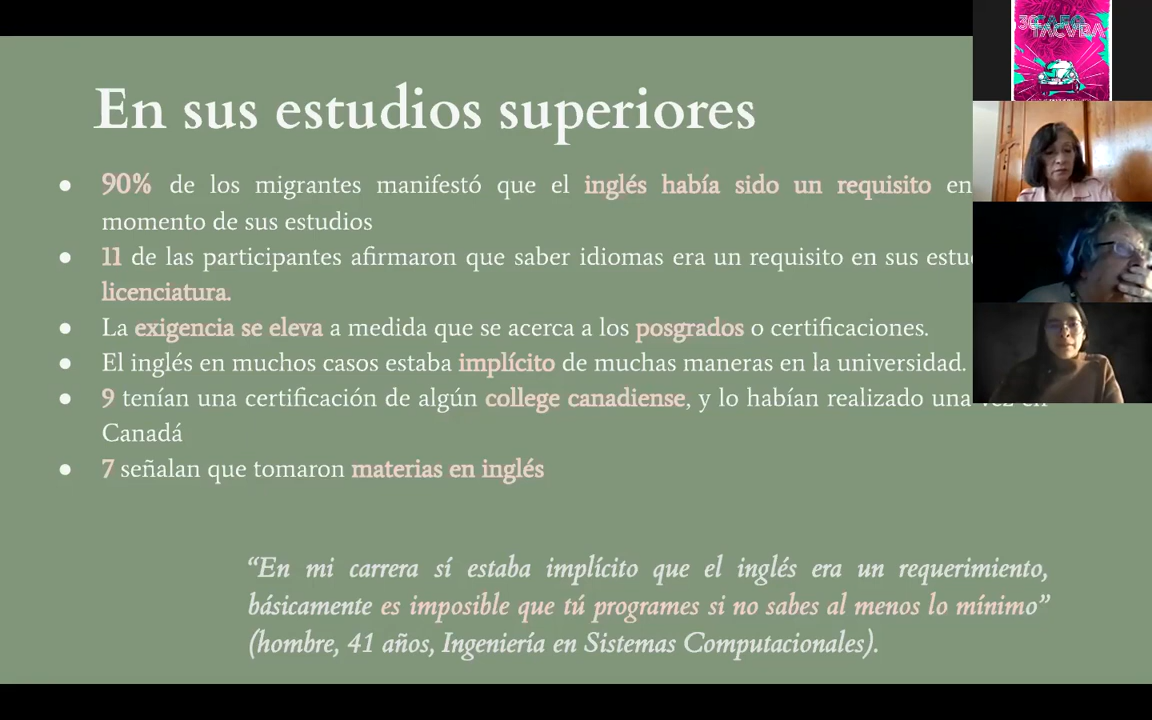 En sus estudios superiores
● 90% de los migrantes manifestó que el inglés había sido un requisito en
momento de sus estudios
● 11 de las participantes afirmaron que saber idiomas era un requisito en sus
licenciatura.
● La exigencia se eleva a medida que se acerca a los posgrados o certificaciones.
● El inglés en muchos casos estaba implícito de muchas maneras en la universidad.
● 9 tenían una certificación de algún college canadiense, y lo habían realizado una vez en
Canadá
● 7 señalan que tomaron materias en inglés
“En mi carrera sí estaba implícito que el inglés era un requerimiento,
básicamente es imposible que tú programes si no sabes al menos lo mínimo”
(hombre, 41 años, Ingeniería en Sistemas Computacionales).
30
CAFE
TACVBA